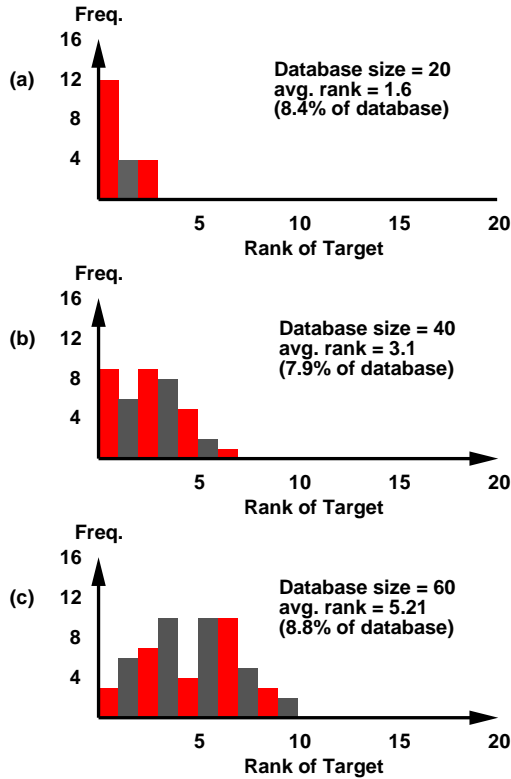 Freq.
16
(a)
12
8
4
Database size = 20
avg. rank = 1.6
(8.4% of database)
5 10 15 20
Rank of Target
Freq.
16
(b)
12
8
4
Database size = 40
avg. rank = 3.1
(7.9% of database)
5 10 15 20
Rank of Target
Freq.
16
(c)
12
8
4
Database size = 60
avg. rank = 5.21
(8.8% of database)
5 10 15 20
Rank of Target